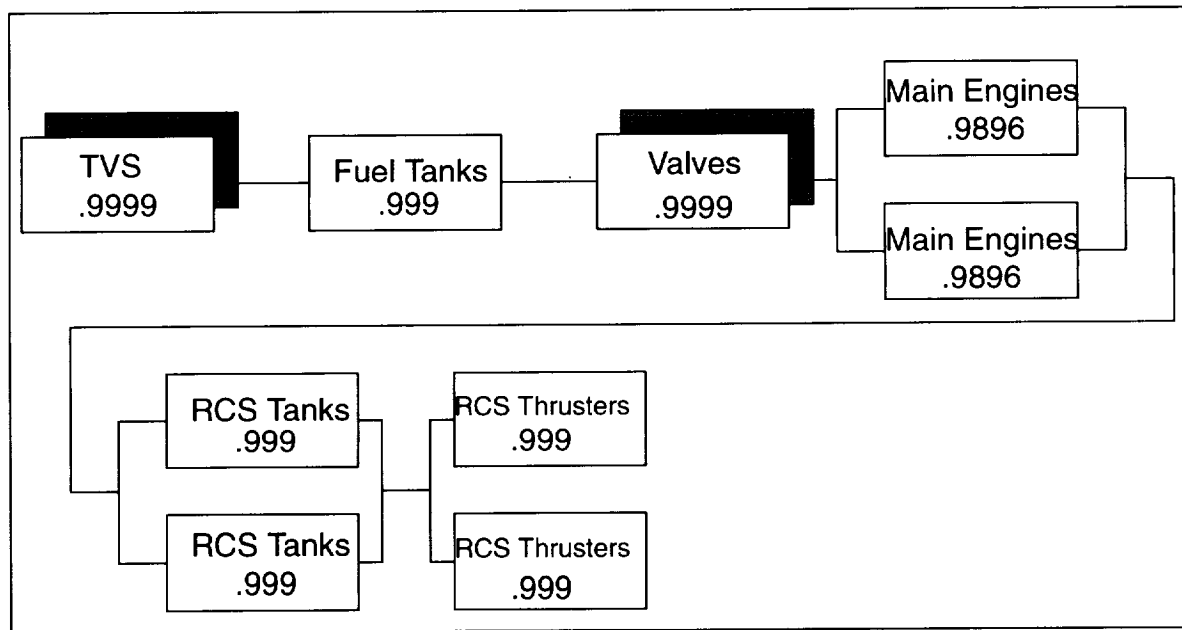 TVS
.9999
Fuel Tanks
.999
Valves
.9999
Main Engines
.9896
Main Engines
.9896
RCS Tanks
.999
RCS Thrusters
.999
RCS Tanks
.999
RCS Thrusters
.999